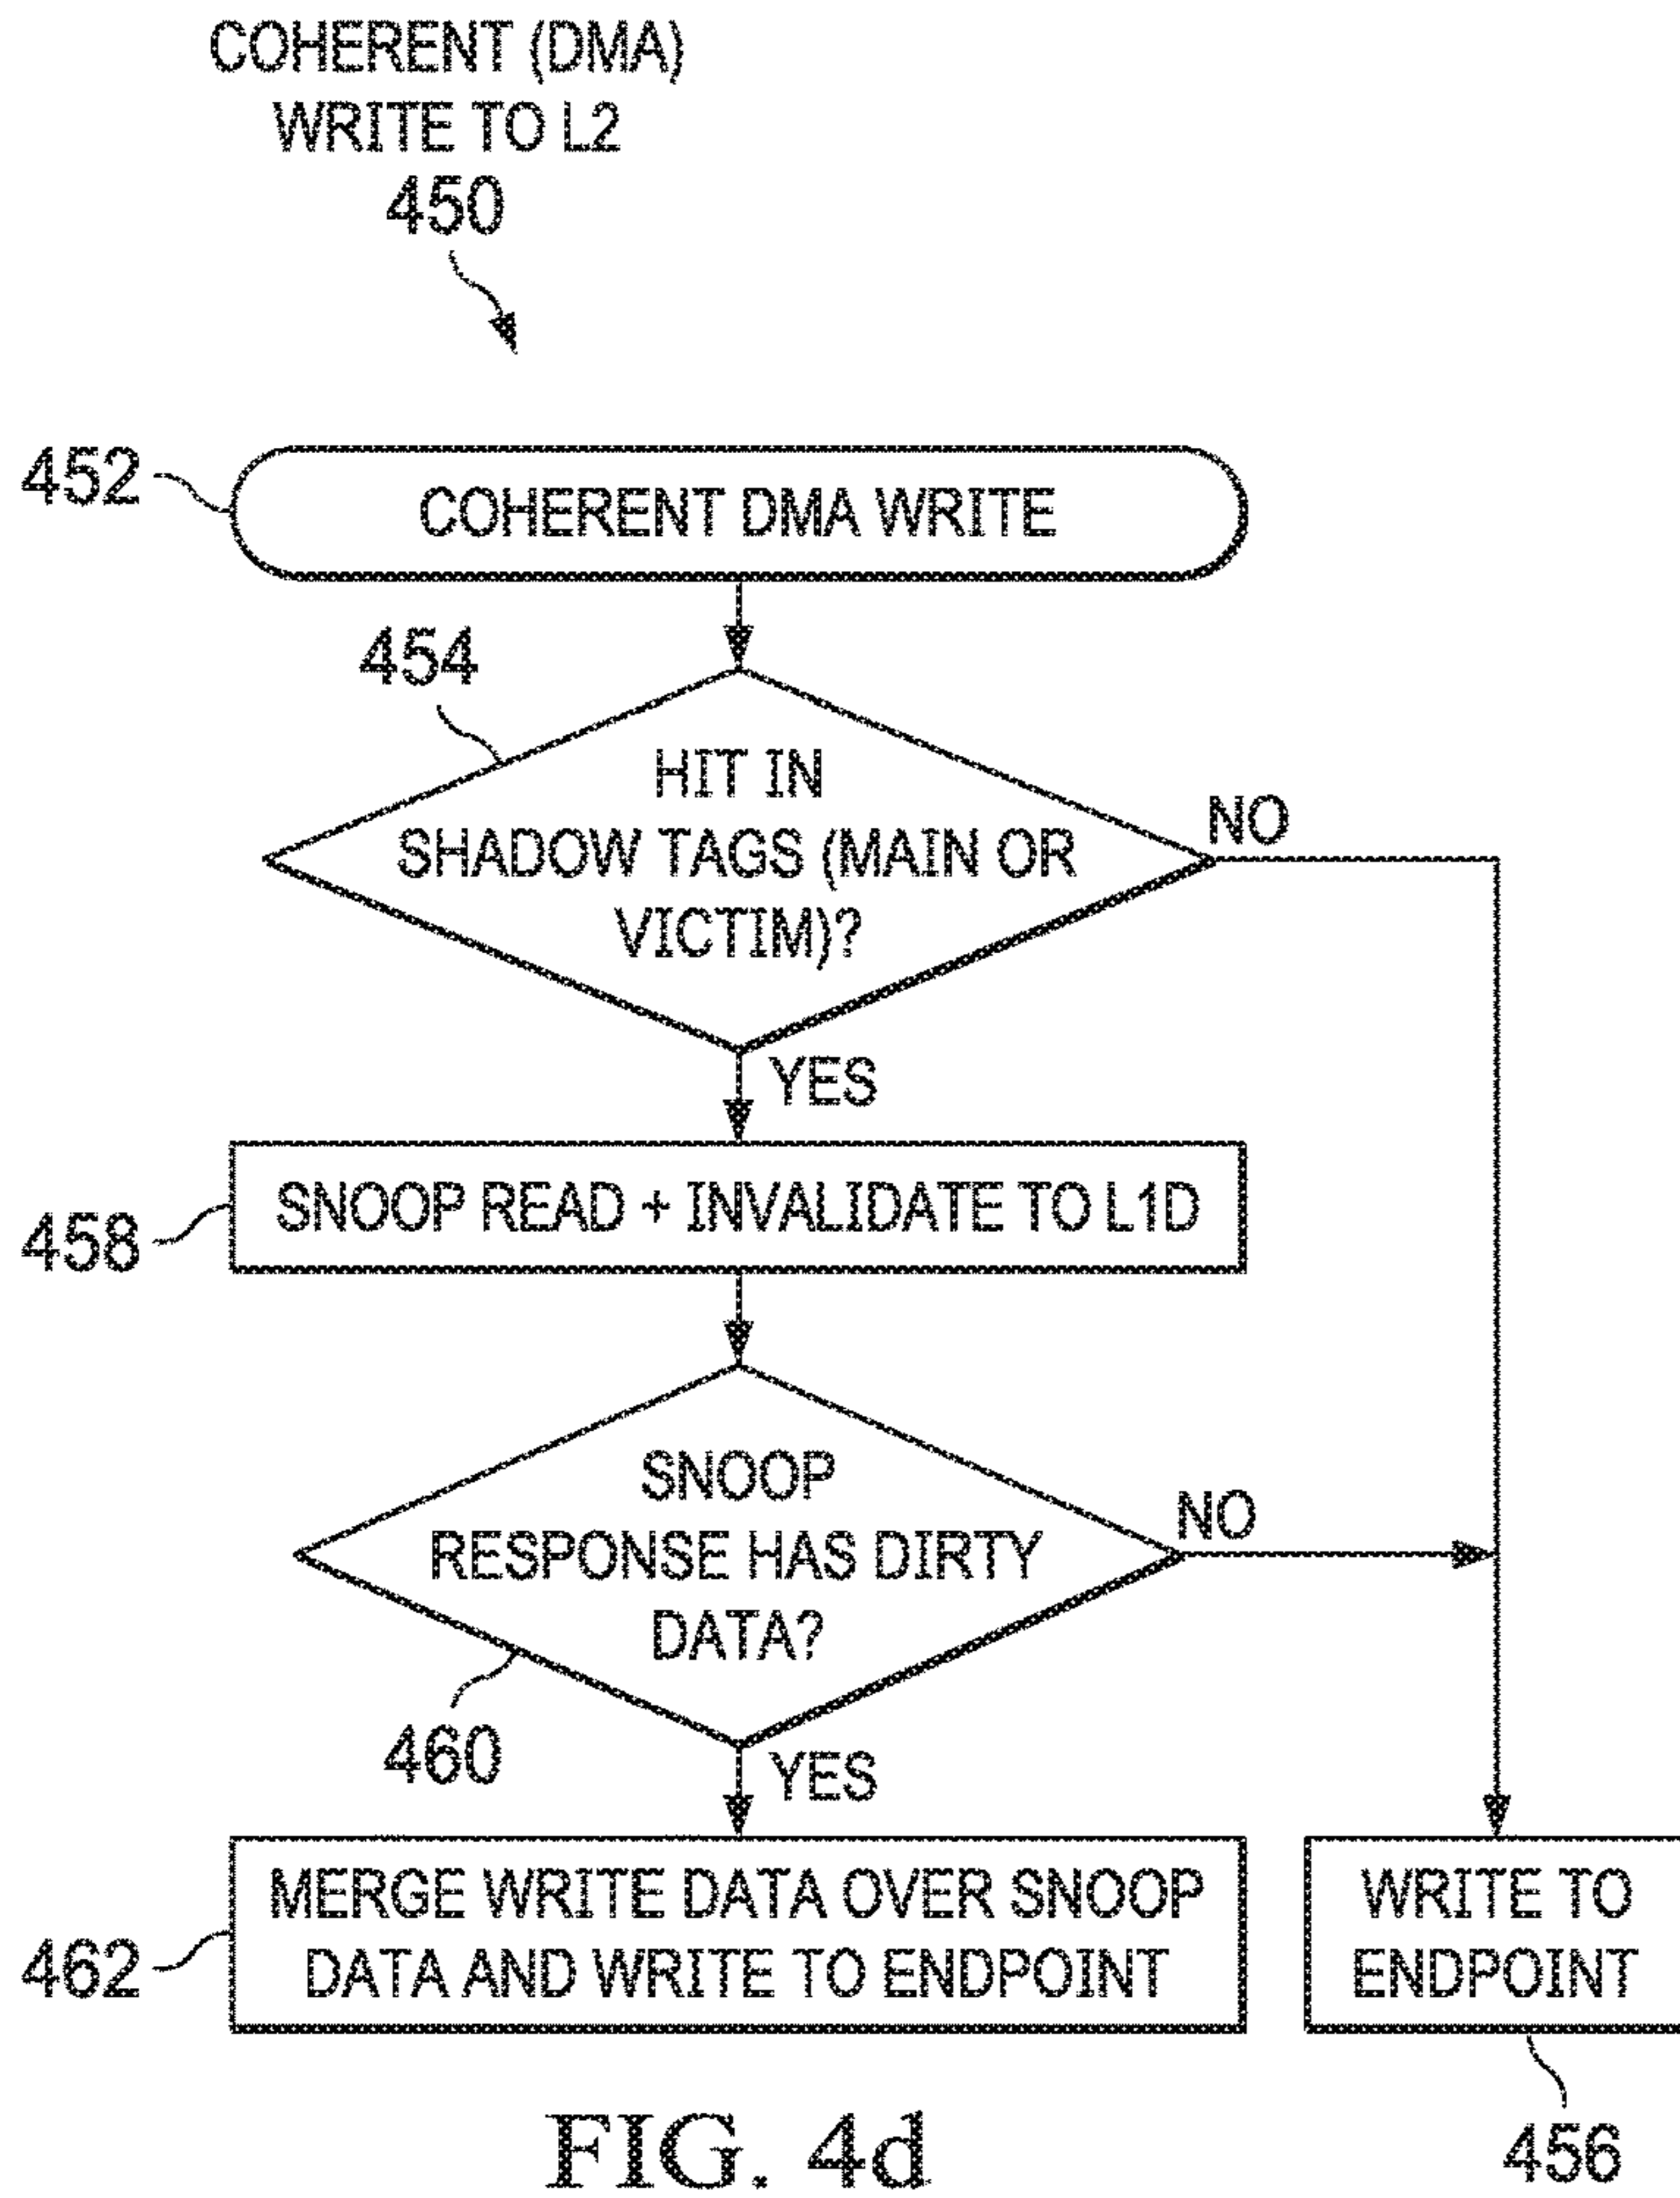 COHERENT (DMA)
WRITE TO L2
450
452
COHERENT DMA WRITE
454
HIT IN
SHADOW TAGS (MAIN OR
VICTIM)?
NO
YES
458
SNOOP READ + INVALIDATE TO L1D
SNOOP
RESPONSE HAS DIRTY
DATA?
NO
460
YES
462
MERGE WRITE DATA OVER SNOOP
DATA AND WRITE TO ENDPOINT
WRITE TO
ENDPOINT
456
FIG. 4d